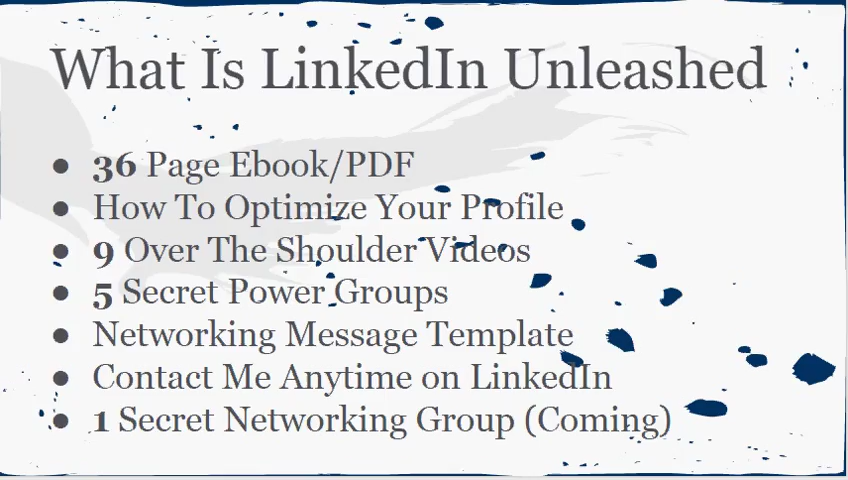 What Is LinkedIn Unleashed
● 36 Page Ebook/PDF
● How To Optimize Your Profile
● 9 Over The Shoulder Videos
● 5 Secret Power Groups
● Networking Message Template
● Contact Me Anytime on LinkedIn
● 1 Secret Networking Group (Coming)